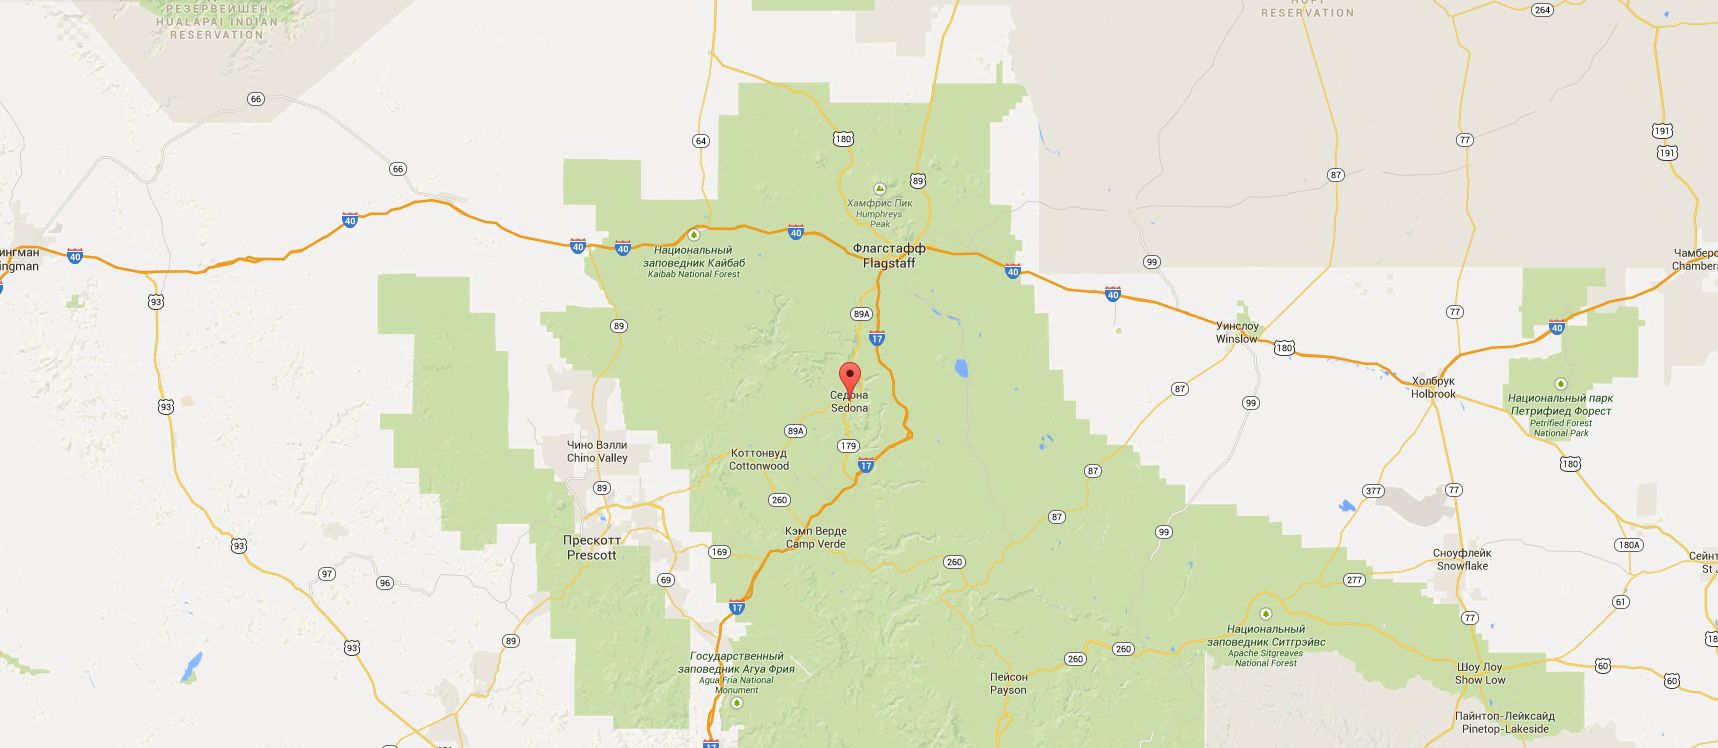 РЕЗЕРВЕЙШЕН
HUALAPAI INDIAN
RESERVATION
RESERVATION
264
66
180
64
77
191
191
66
89
87
Хамфрис Пик
Humphreys
Peak
40
40
40
40
40
Национальный
заповедник Кайбаб
Kaibab National Forest
Флагстафф
Flagstaff
40
99
40
40
93
89
89A
17
77
Уинслоу
Winslow
180
40
Седона
Sedona
87
99
93
Холбрук
Holbrook
Национальный парк
Петрифиед Форест
Petrified Forest
National Park
89A
179
Чино Вэлли
Chino Valley
Коттонвуд
Cottonwood
17
87
180
89
260
377
77
87
99
93
Прескотт
Prescott
Кэмп Верде
Camp Verde
169
260
180A
Сноуфлейк
Snowflake
97
96
69
277
17
61
77
89
93
Национальный
заповедник Ситгрэйвс
Apache Sitgreaves
National Forest
Государственный
заповедник Агуа Фрия
Agua Fria National
Monument
260
260
60
60
Пейсон
Payson
Шоу Лоу
Show Low
Пайнтоп-Лейксайд
Pinetop-Lakeside
17